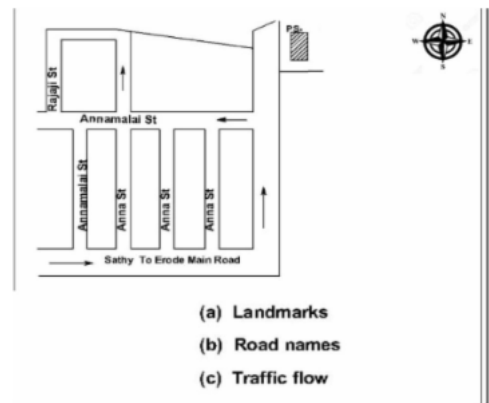 N
PS.
W E
S
Rajaji St
Annamalai St
Annamalai St
Anna St
Anna St
Anna St
Sathy To Erode Main Road
(a) Landmarks
(b) Road names
(c) Traffic flow